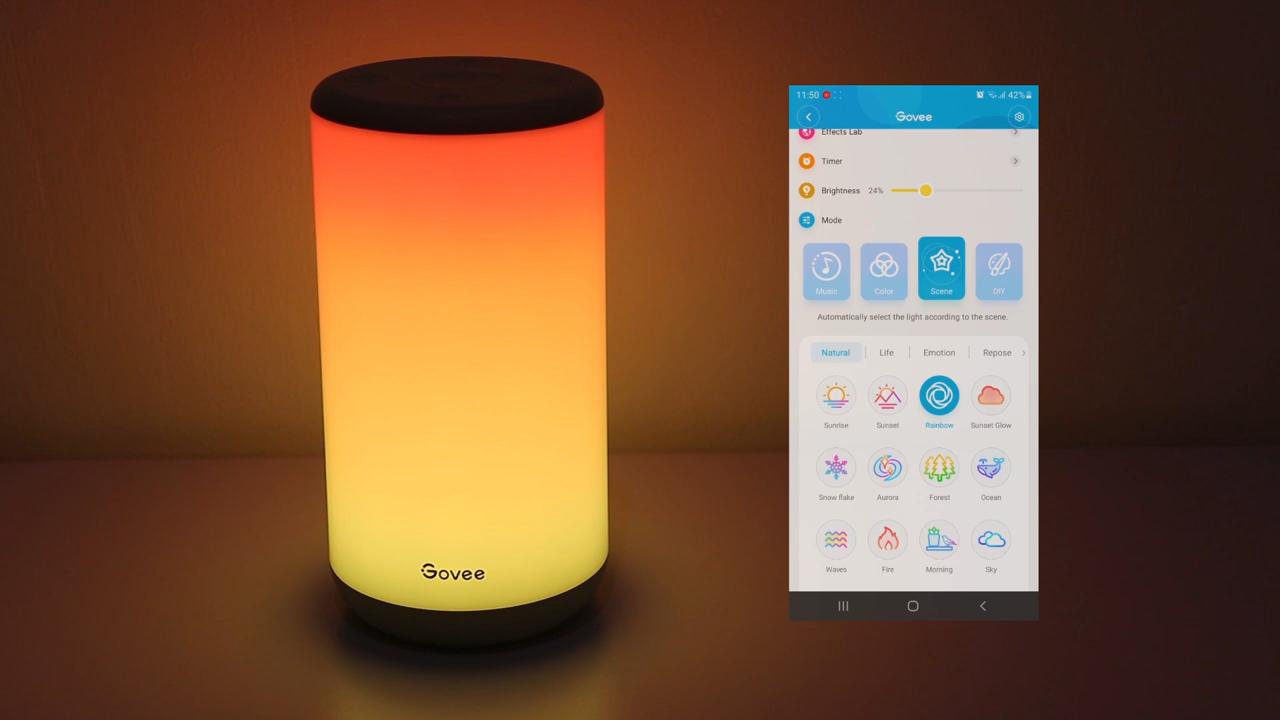 Govee
11:50
42%
Govee
Effects Lab
Timer
Brightness 24%
Mode
Music Color Scene DIY
Automatically select the light according to the scene.
Natural Life Emotion Repose
Sunrise Sunset Rainbow Sunset Glow
Snow flake Aurora Forest Ocean
Waves Fire Morning Sky